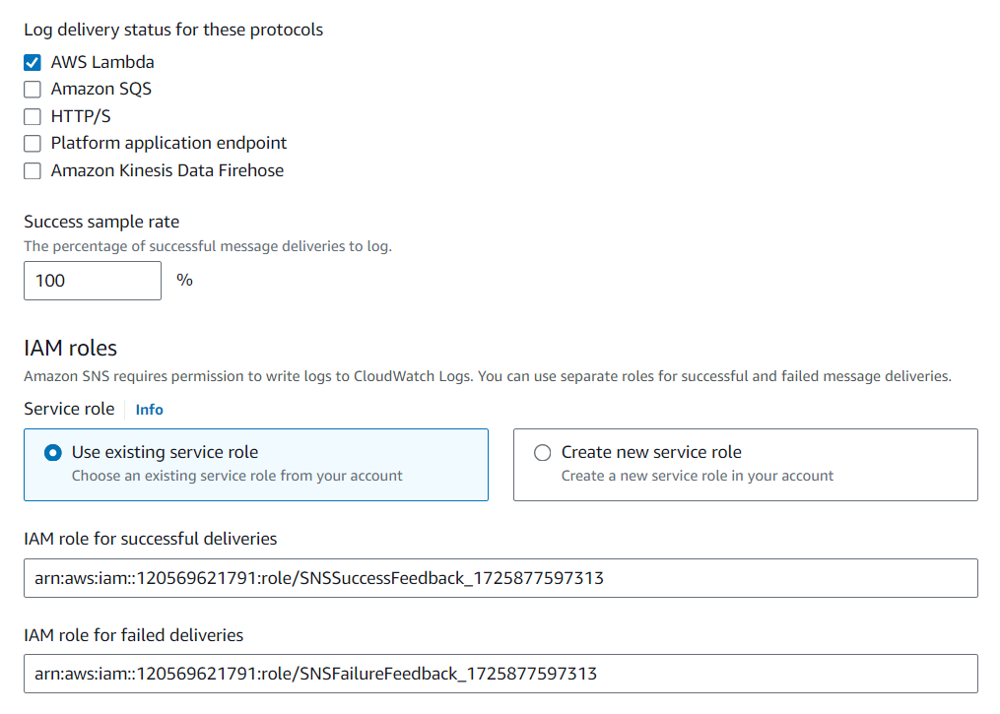 Log delivery status for these protocols
AWS Lambda
Amazon SQS
HTTP/S
Platform application endpoint
Amazon Kinesis Data Firehose
Success sample rate
The percentage of successful message deliveries to log.
100 %
IAM roles
Amazon SNS requires permission to write logs to CloudWatch Logs. You can use separate roles for successful and failed message deliveries.
Service role Info
Use existing service role
Choose an existing service role from your account
Create new service role
Create a new service role in your account
IAM role for successful deliveries
arn:aws:iam::120569621791:role/SNSSuccessFeedback_1725877597313
IAM role for failed deliveries
arn:aws:iam::120569621791:role/SNSFailureFeedback_1725877597313